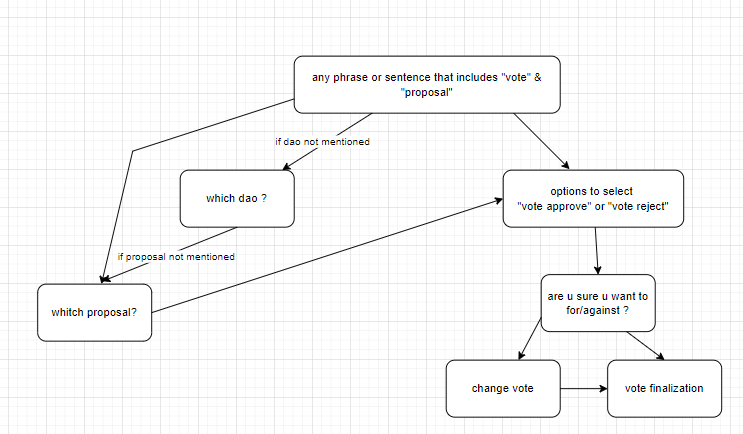 any phrase or sentence that includes "vote" &
"proposal"
if dao not mentioned
which dao ?
options to select
"vote approve" or "vote reject"
if proposal not mentioned
whitch proposal?
are u sure u want to
for/against ?
change vote
vote finalization